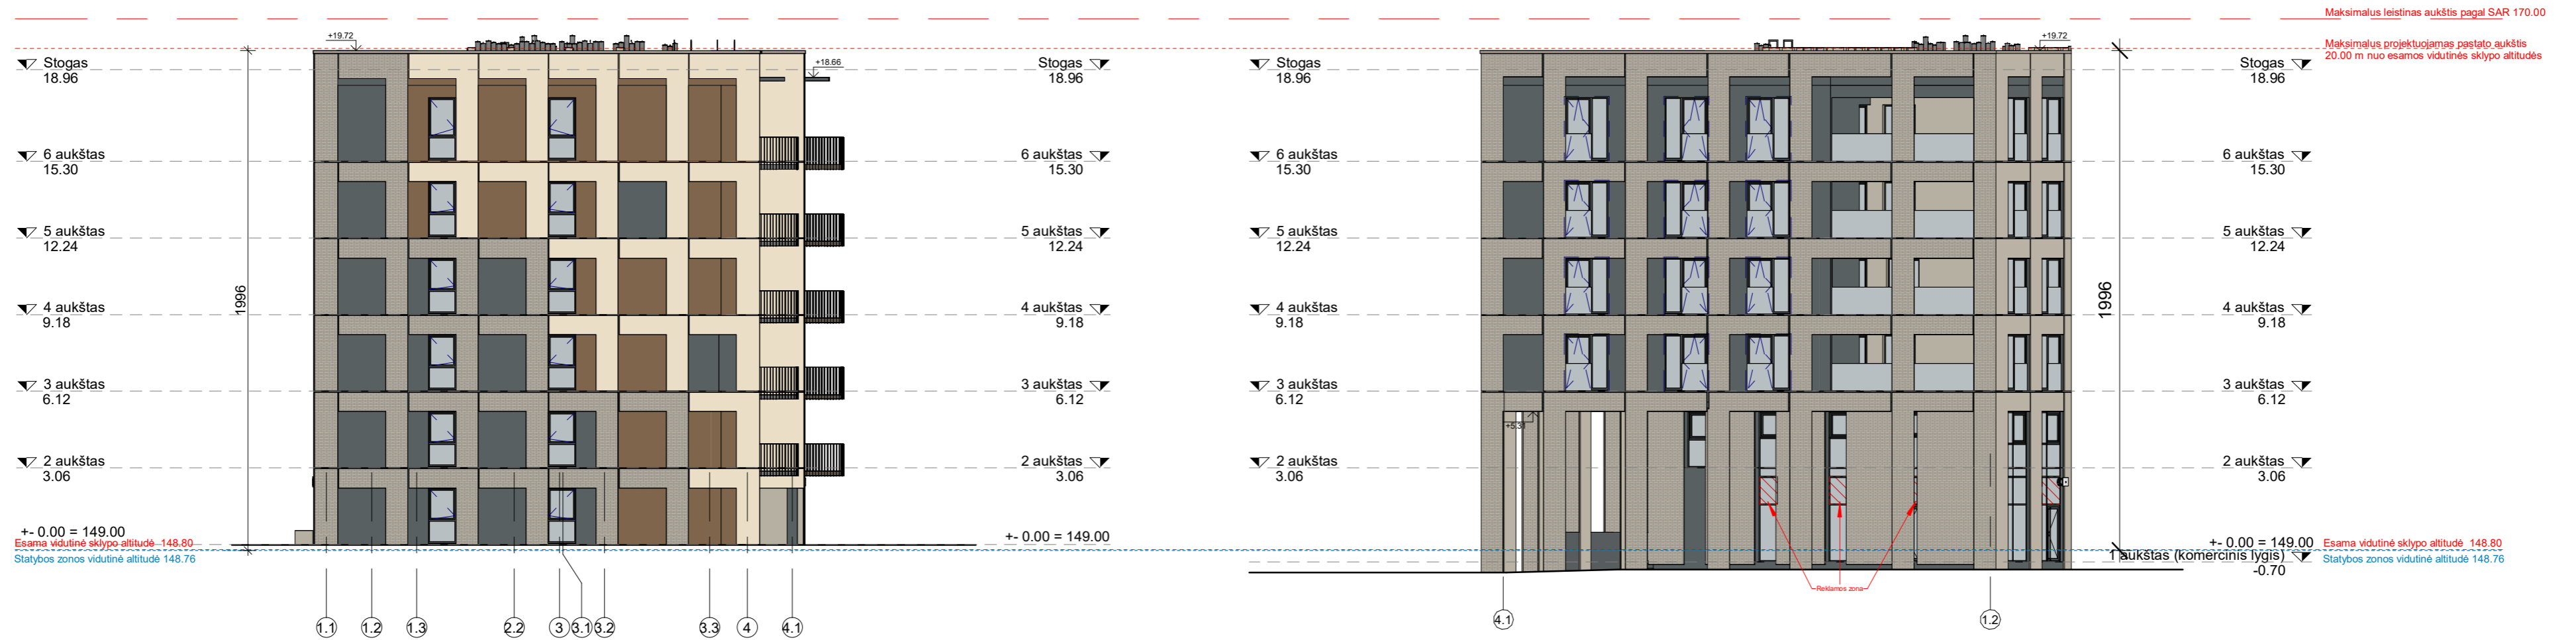 Maksimalus leistinas aukštis pagal SAR 170.00
+19.72
Stogas
18.96
+18.66
Stogas
18.96
6 aukštas
15.30
6 aukštas
15.30
5 aukštas
12.24
5 aukštas
12.24
1996
4 aukštas
9.18
4 aukštas
9.18
3 aukštas
6.12
3 aukštas
6.12
2 aukštas
3.06
2 aukštas
3.06
+- 0.00 = 149.00
Esama vidutinė sklypo altitudė 148.80
Statybos zonos vidutinė altitudė 148.76
+- 0.00 = 149.00
1.1
1.2
1.3
2.2
3
3.1
3.2
3.3
4
4.1
+19.72
Maksimalus projektuojamas pastato aukštis
20.00 m nuo esamos vidutinės sklypo altitudės
Stogas
18.96
Stogas
18.96
6 aukštas
15.30
6 aukštas
15.30
5 aukštas
12.24
5 aukštas
12.24
1996
4 aukštas
9.18
4 aukštas
9.18
3 aukštas
6.12
3 aukštas
6.12
+5.31
2 aukštas
3.06
2 aukštas
3.06
+- 0.00 = 149.00
Esama vidutinė sklypo altitudė 148.80
1 aukštas (komercinis lygis)
-0.70
Statybos zonos vidutinė altitudė 148.76
Reklamos zona
4.1
1.2